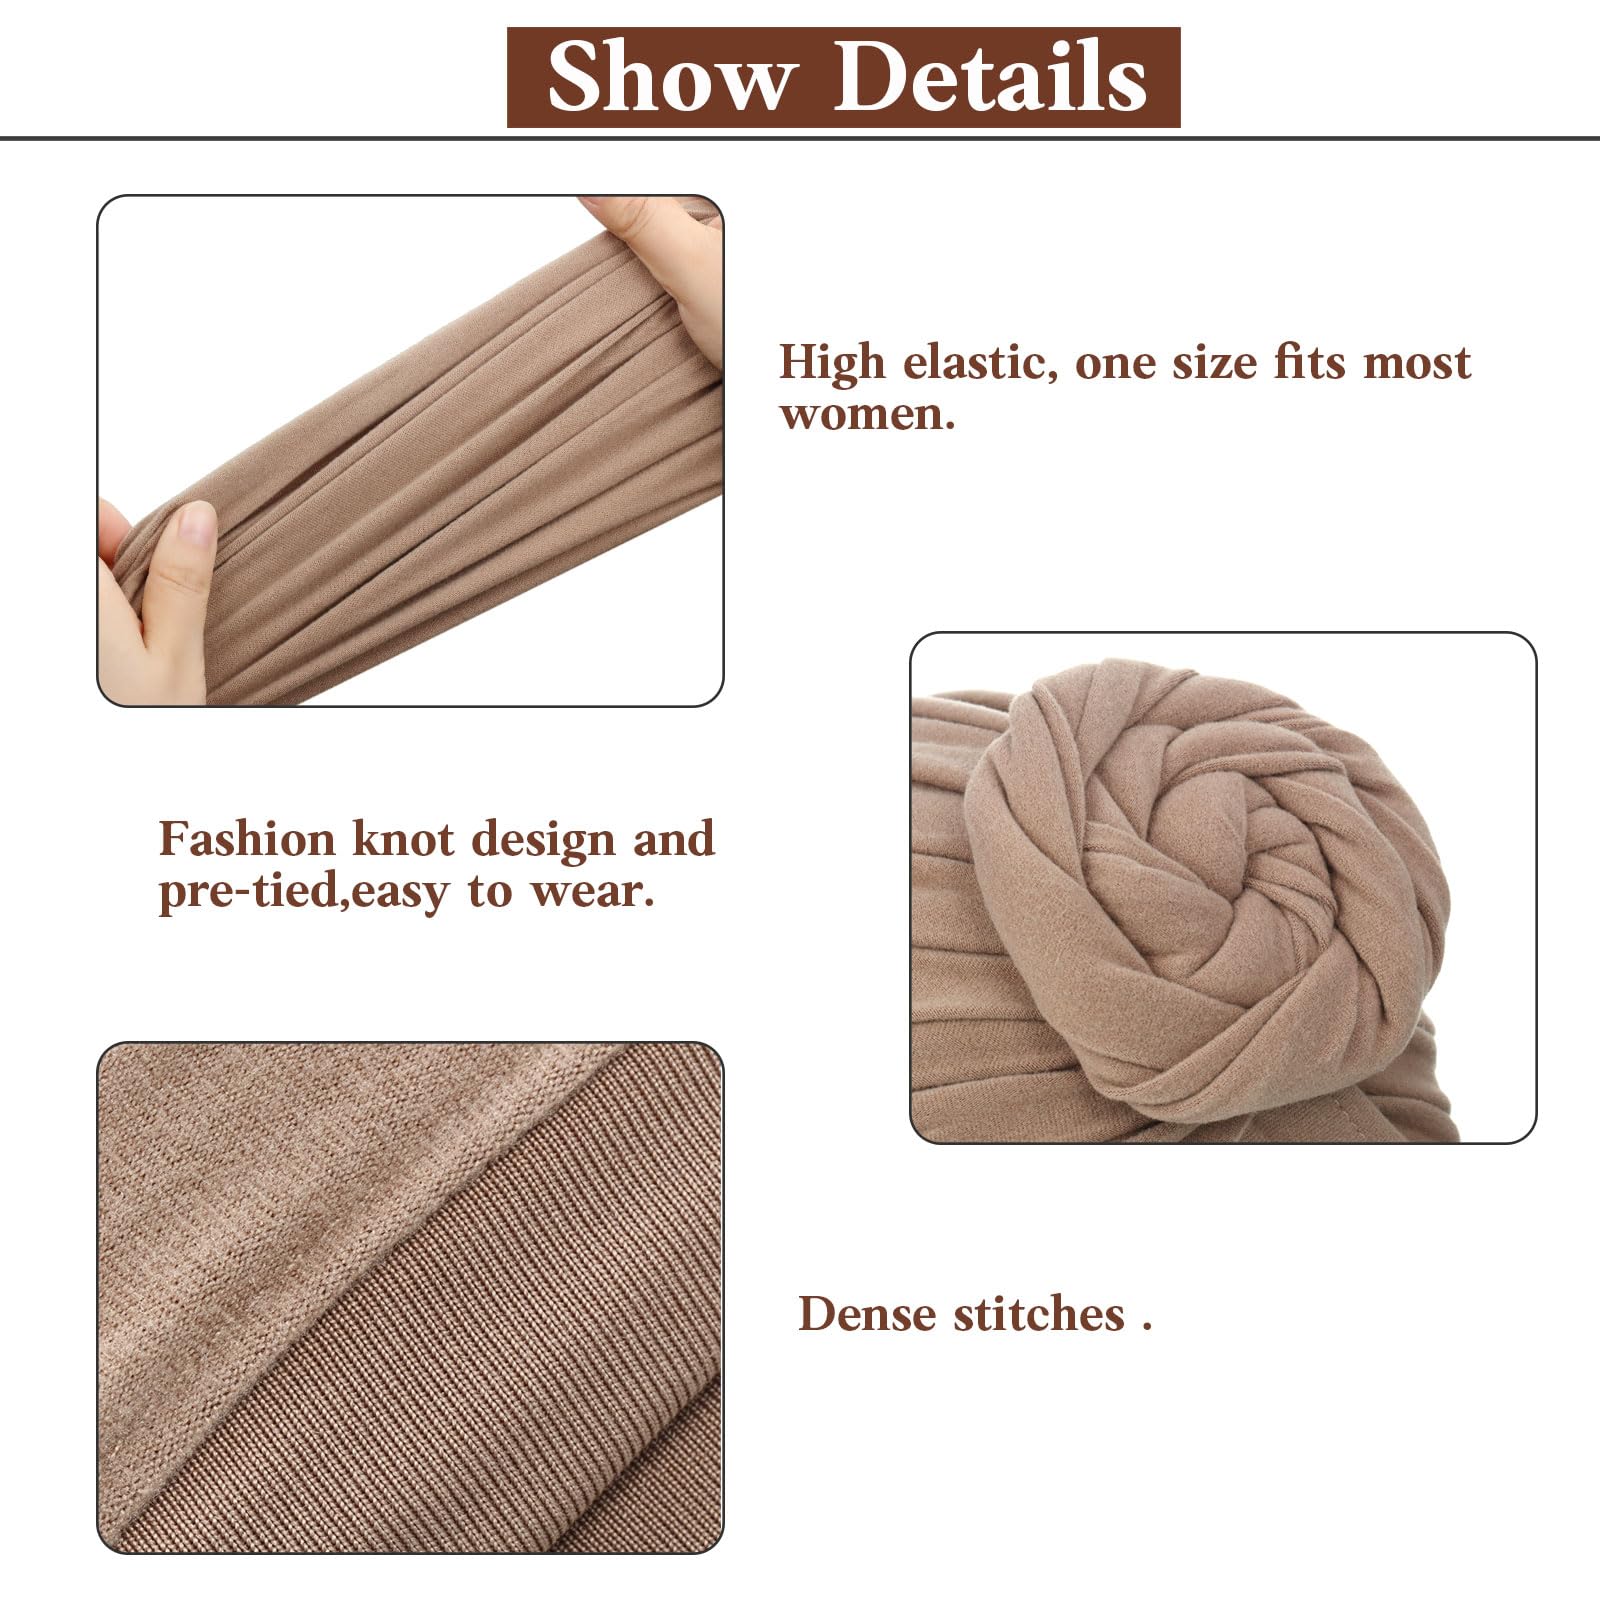 Show Details
High elastic, one size fits most
women.
Fashion knot design and
pre-tied,easy to wear.
Dense stitches .